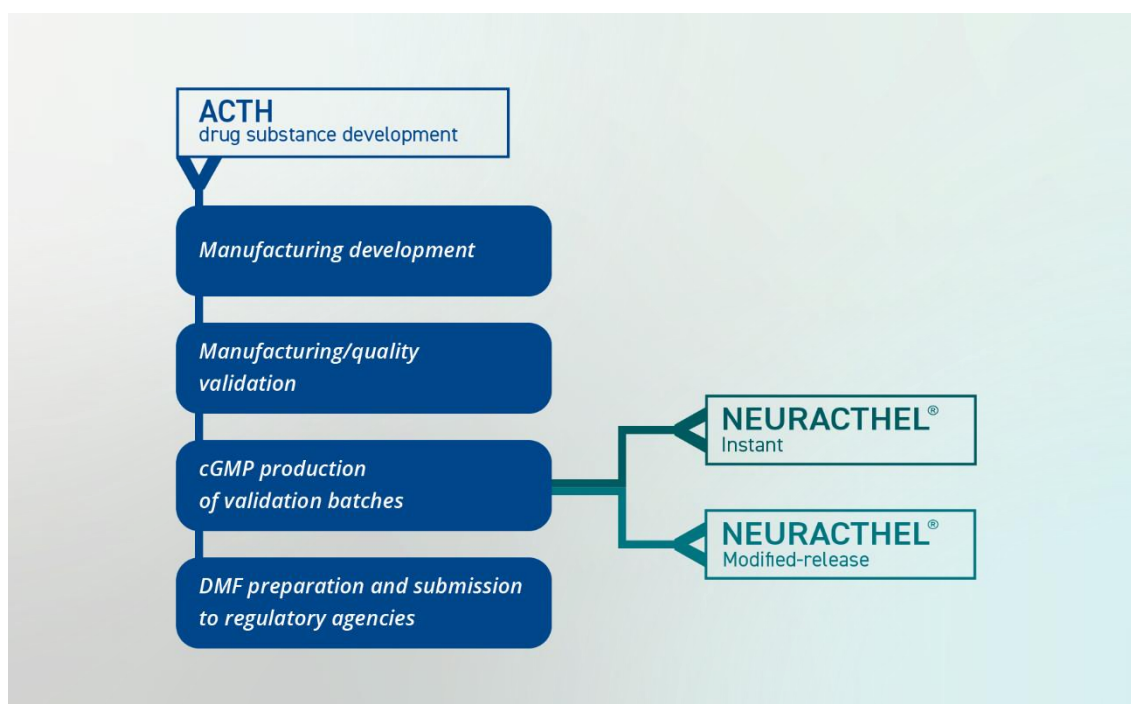 ACTH
drug substance development
Manufacturing development
Manufacturing/quality
validation
cGMP production
of validation batches
DMF preparation and submission
to regulatory agencies
NEURACTHEL®
Instant
NEURACTHEL®
Modified-release